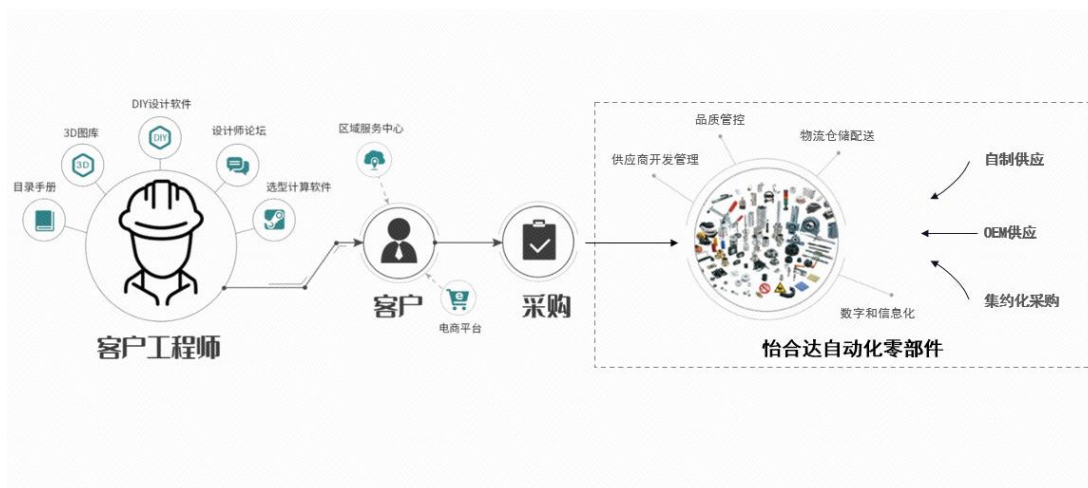 DIY设计软件
3D图库
设计师论坛
目录手册
选型计算软件
3D
DIY
客户工程师
区域服务中心
客户
电商平台
采购
品质管控
物流仓储配送
供应商开发管理
数字和信息化
怡合达自动化零部件
自制供应
OEM供应
集约化采购